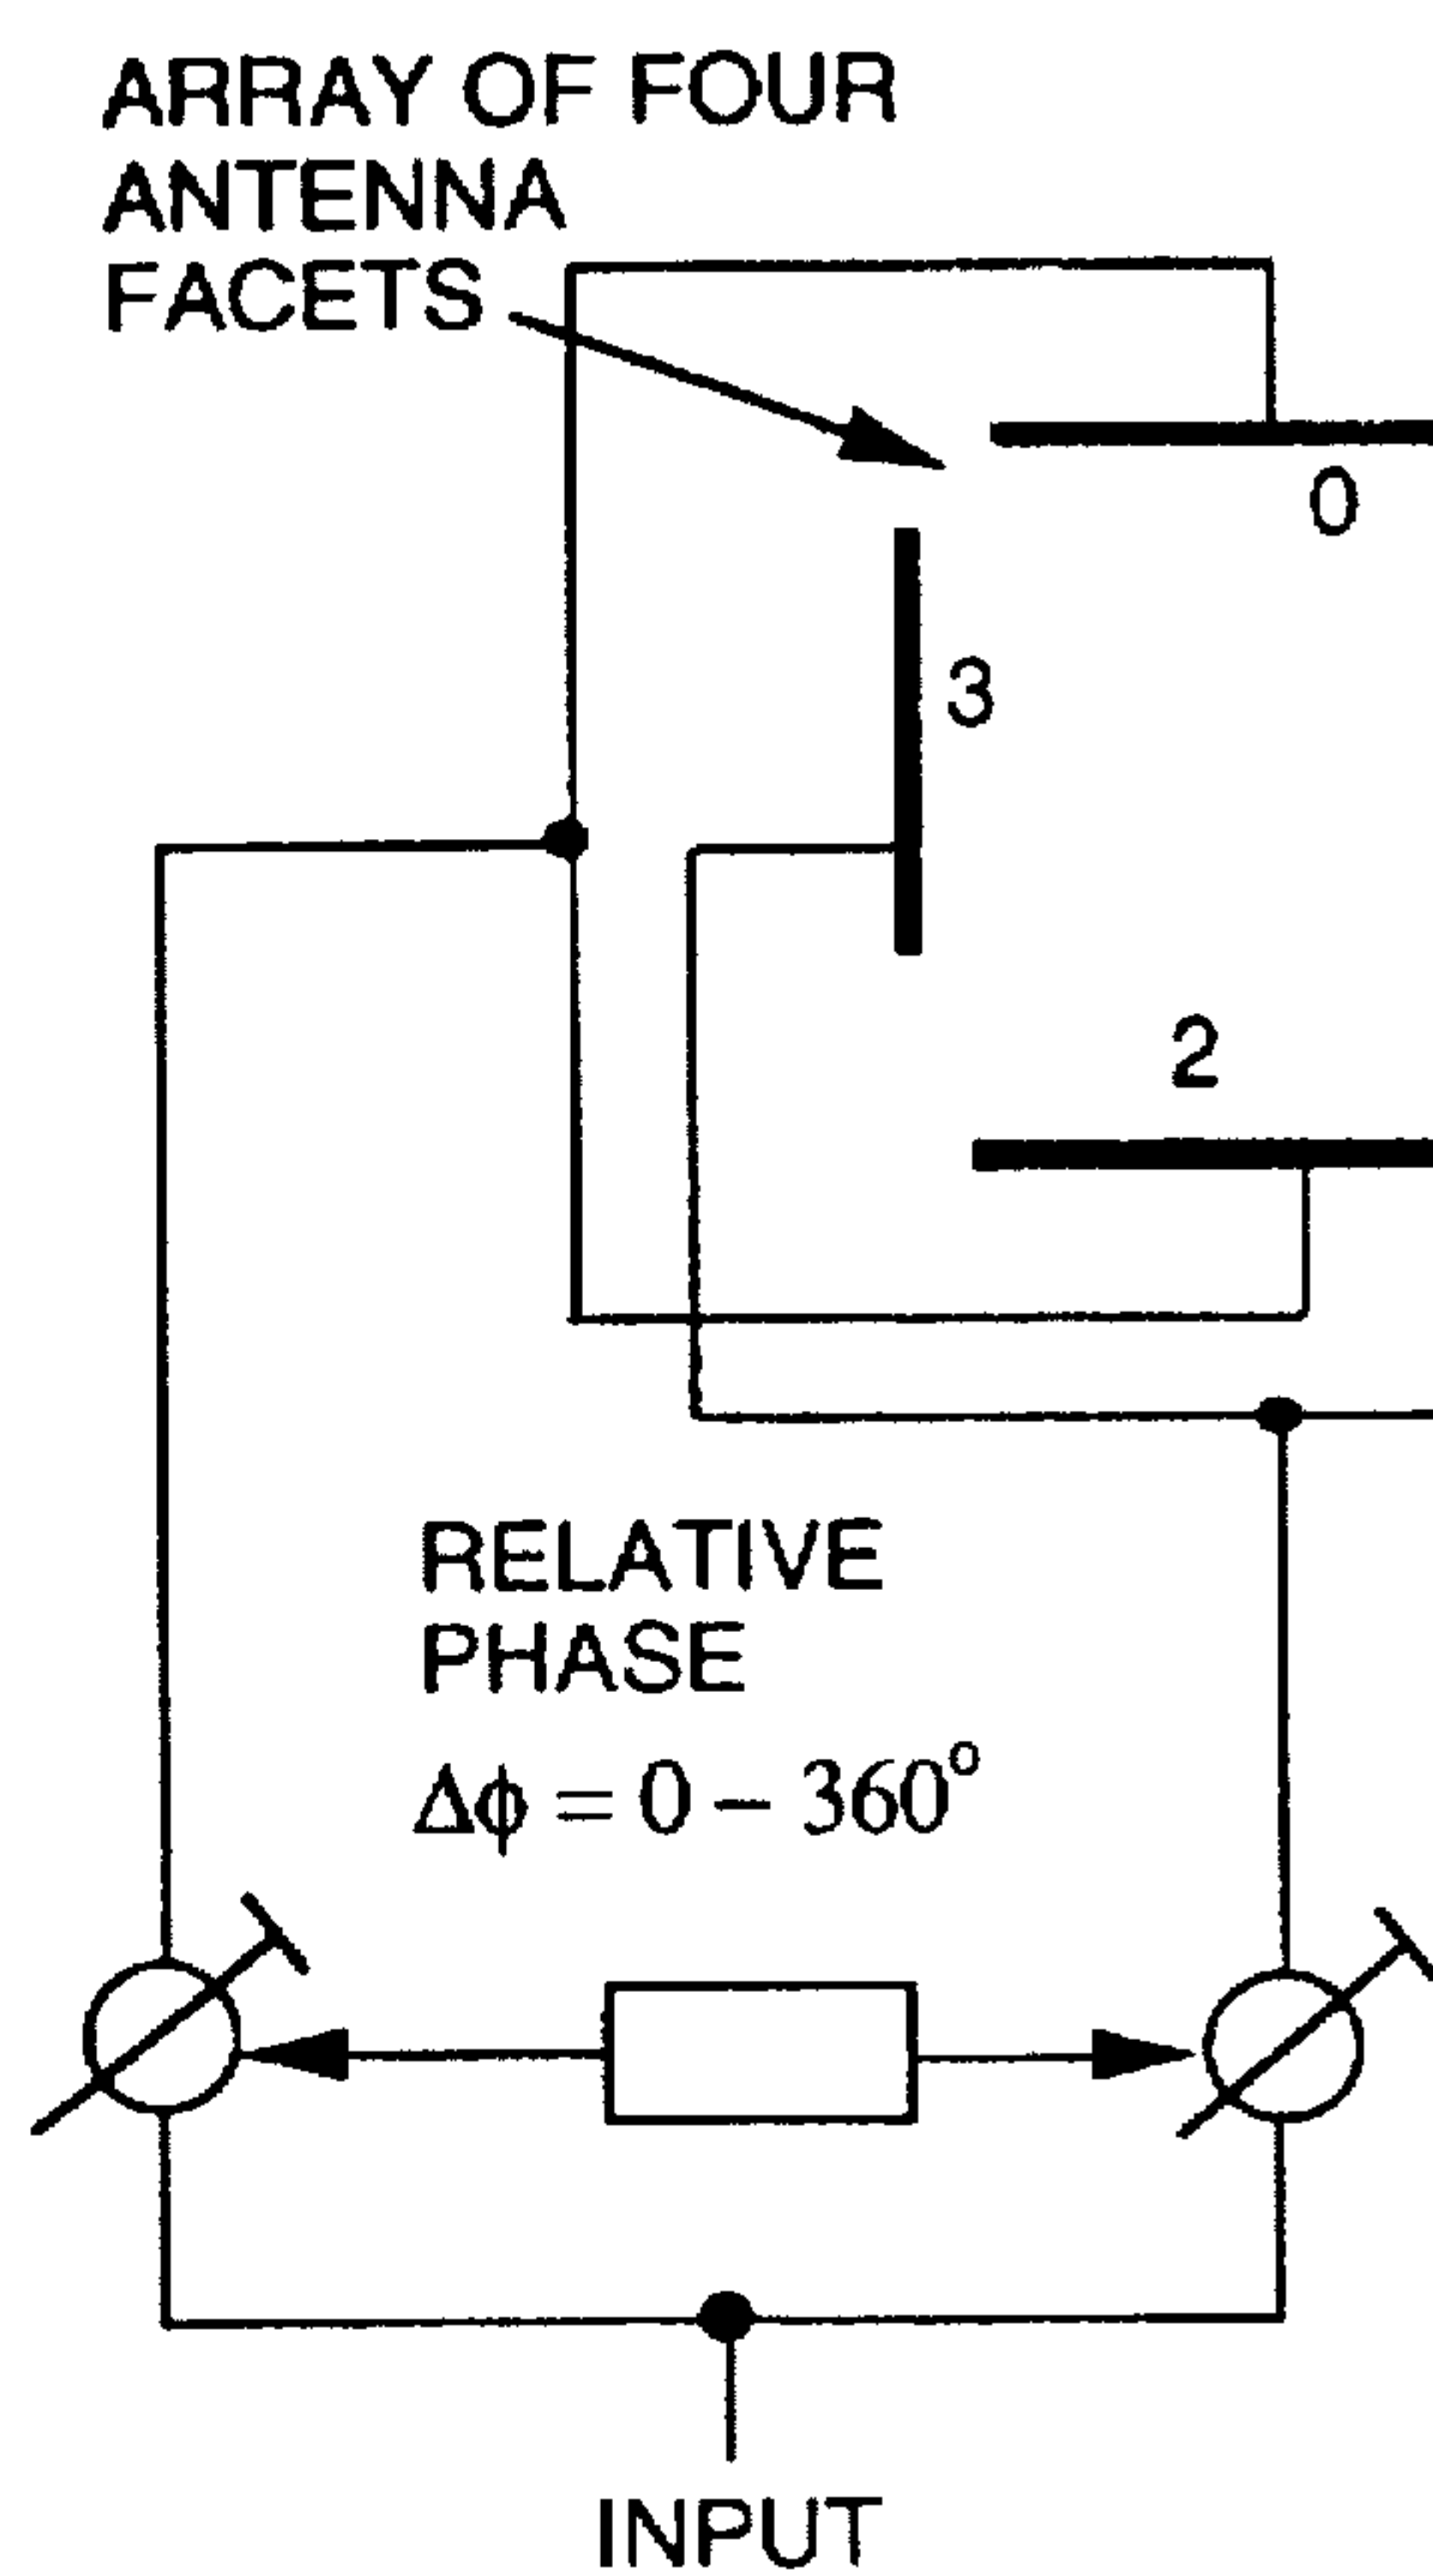 ARRAY OF FOUR
ANTENNA
FACETS
0
3
2
RELATIVE
PHASE
Δϕ = 0 – 360°
INPUT